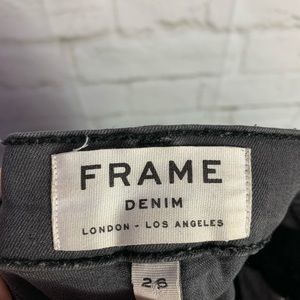 FRAME
DENIM
LONDON - LOS ANGELES
28